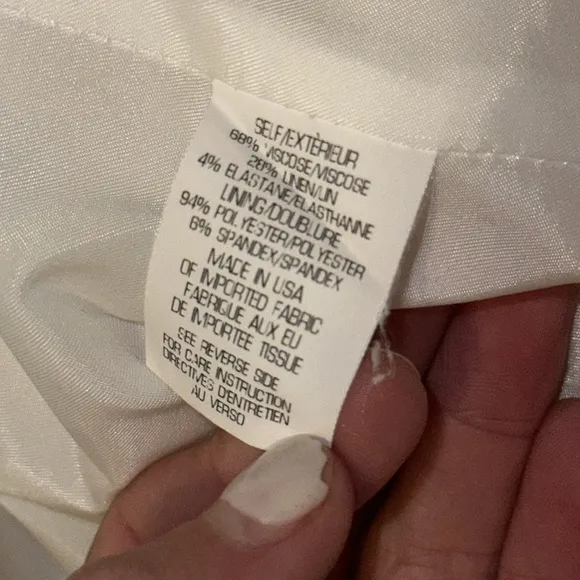 SELF/EXTÈRIEUR
68% VISCOSE/VISCOSE
28% LINEN/LIN
4% ELASTANE/ELASTHANNE
LINING/DOUBLURE
94% POLYESTER/POLYESTER
6% SPANDEX/SPANDEX
MADE IN USA
OF IMPORTED FABRIC
FABRIQUE AUX EU
DE IMPORTEE TISSUE
SEE REVERSE SIDE
FOR CARE INSTRUCTION
DIRECTIVES D'ENTRETIEN
AU VERSO